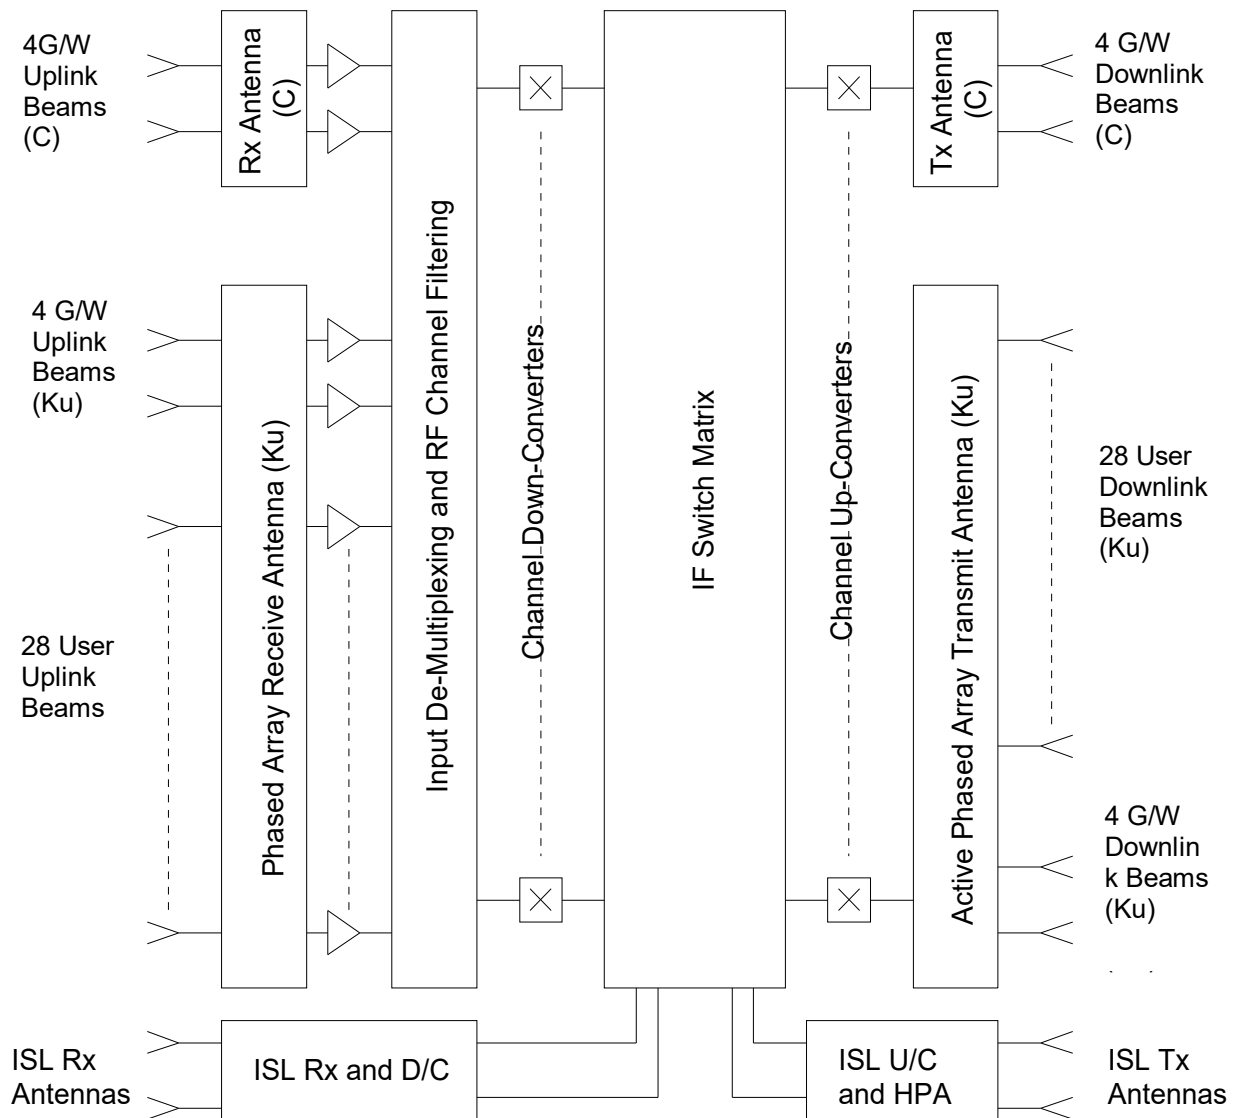 4G/W
Uplink
Beams
(C)
Rx Antenna
(C)
Tx Antenna
(C)
4 G/W
Downlink
Beams
(C)
4 G/W
Uplink
Beams
(Ku)
28 User
Uplink
Beams
Phased Array Receive Antenna (Ku)
Input De-Multiplexing and RF Channel Filtering
Channel Down-Converters
IF Switch Matrix
Channel Up-Converters
Active Phased Array Transmit Antenna (Ku)
28 User
Downlink
Beams
(Ku)
4 G/W
Downlin
k Beams
(Ku)
ISL Rx
Antennas
ISL Rx and D/C
ISL U/C
and HPA
ISL Tx
Antennas